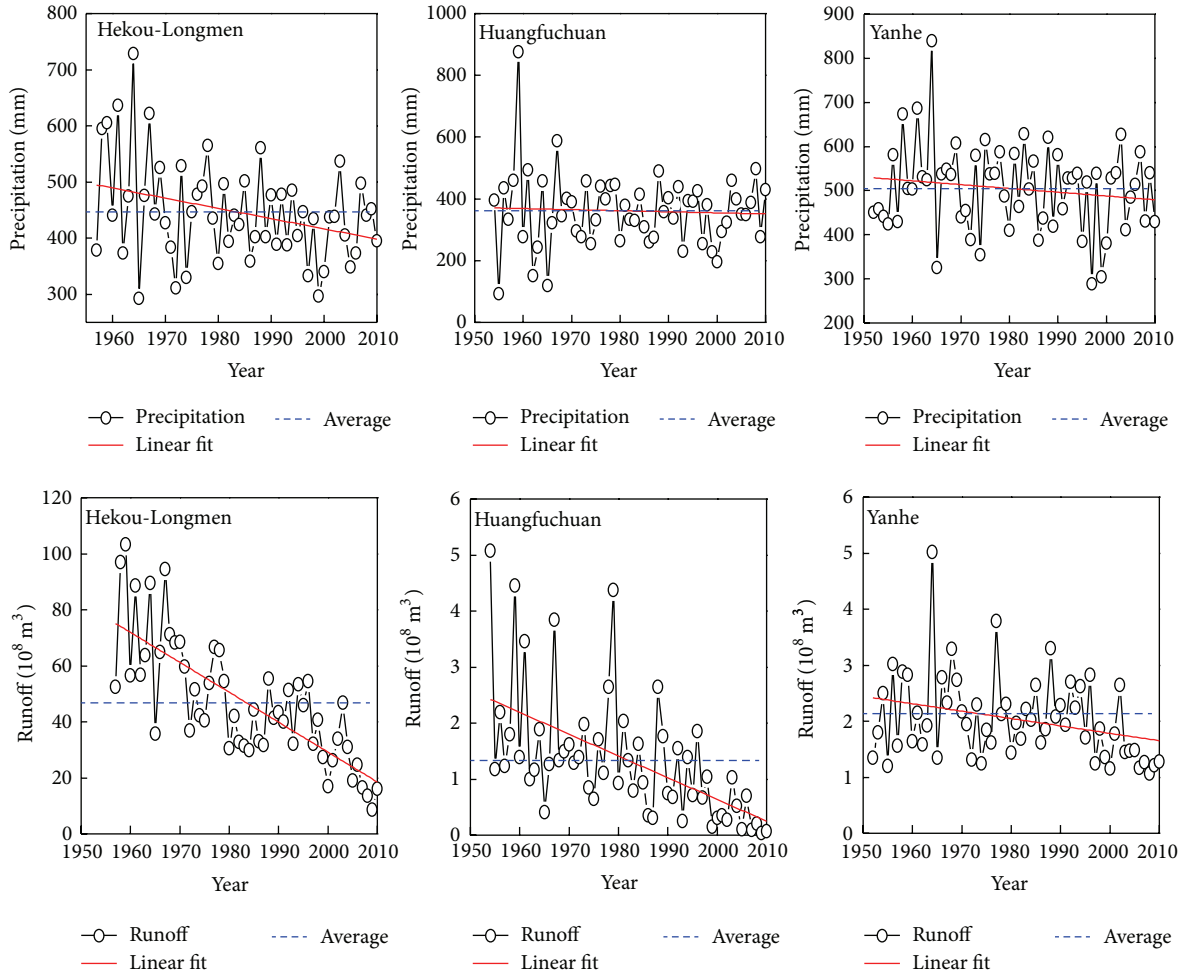 Hekou-Longmen
Precipitation (mm)
800
700
600
500
400
300
1960 1970 1980 1990 2000 2010
Year
Precipitation
Average
Linear fit
Huangfuchuan
Precipitation (mm)
1000
800
600
400
200
0
1950 1960 1970 1980 1990 2000 2010
Year
Precipitation
Average
Linear fit
Yanhe
Precipitation (mm)
900
800
700
600
500
400
300
200
1950 1960 1970 1980 1990 2000 2010
Year
Precipitation
Average
Linear fit
Hekou-Longmen
Runoff (10⁸ m³)
120
100
80
60
40
20
0
1950 1960 1970 1980 1990 2000 2010
Year
Runoff
Average
Linear fit
Huangfuchuan
Runoff (10⁸ m³)
6
5
4
3
2
1
0
1950 1960 1970 1980 1990 2000 2010
Year
Runoff
Average
Linear fit
Yanhe
Runoff (10⁸ m³)
6
5
4
3
2
1
0
1950 1960 1970 1980 1990 2000 2010
Year
Runoff
Average
Linear fit